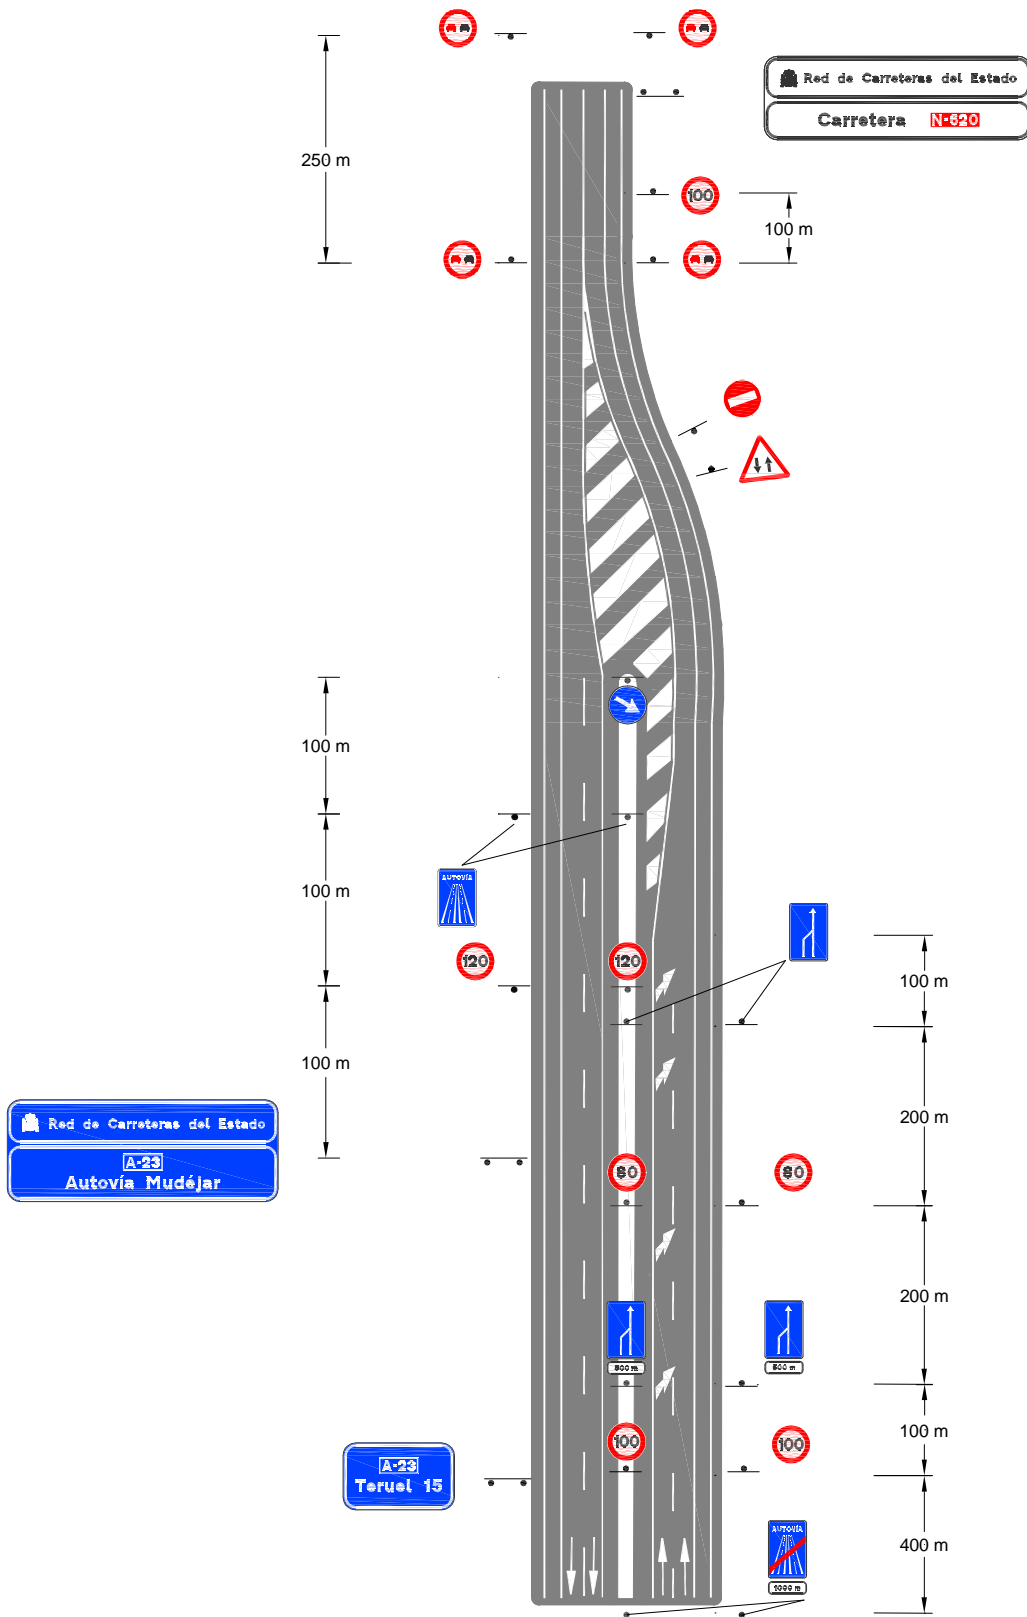 Red de Carreteras del Estado
Carretera N-620
250 m
100
100 m
100 m
100 m
AUTOVÍA
120
120
100 m
100 m
200 m
Red de Carreteras del Estado
A-23
Autovía Mudéjar
80
80
200 m
500 m
500 m
100 m
100
100
A-23
Teruel 15
AUTOVÍA
400 m
1000 m